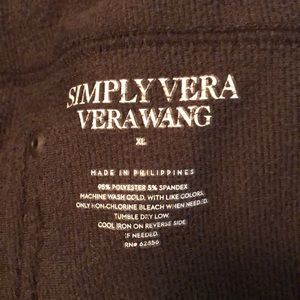 SIMPLY VERA
VERAWANG
XL
MADE IN PHILIPPINES
95% POLYESTER 5% SPANDEX
MACHINE WASH COLD, WITH LIKE COLORS.
ONLY NON-CHLORINE BLEACH WHEN NEEDED.
TUMBLE DRY LOW.
COOL IRON ON REVERSE SIDE
IF NEEDED.
RN# 62556